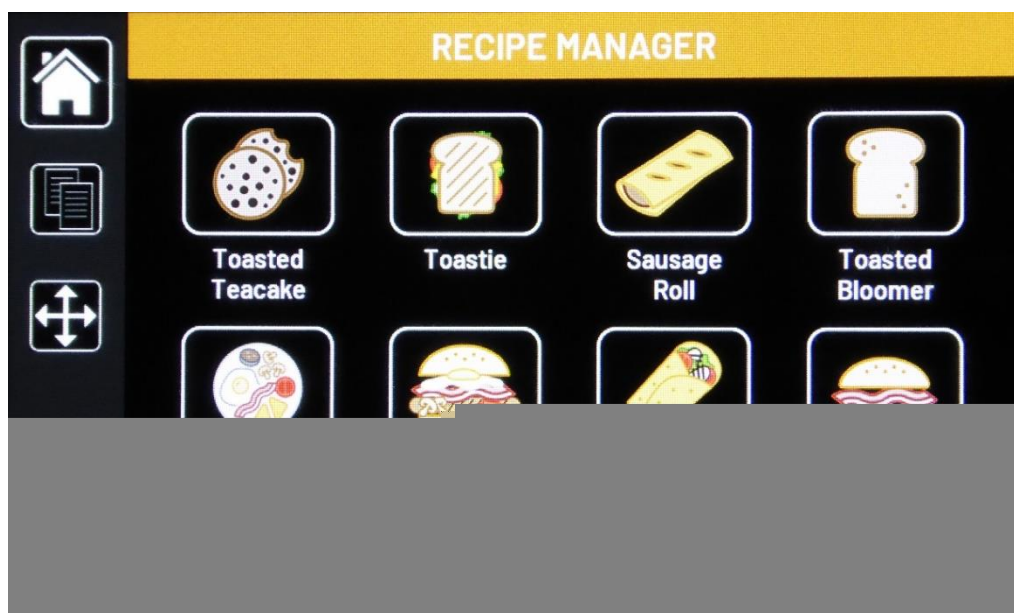 RECIPE MANAGER
Toasted
Teacake
Toastie
Sausage
Roll
Toasted
Bloomer